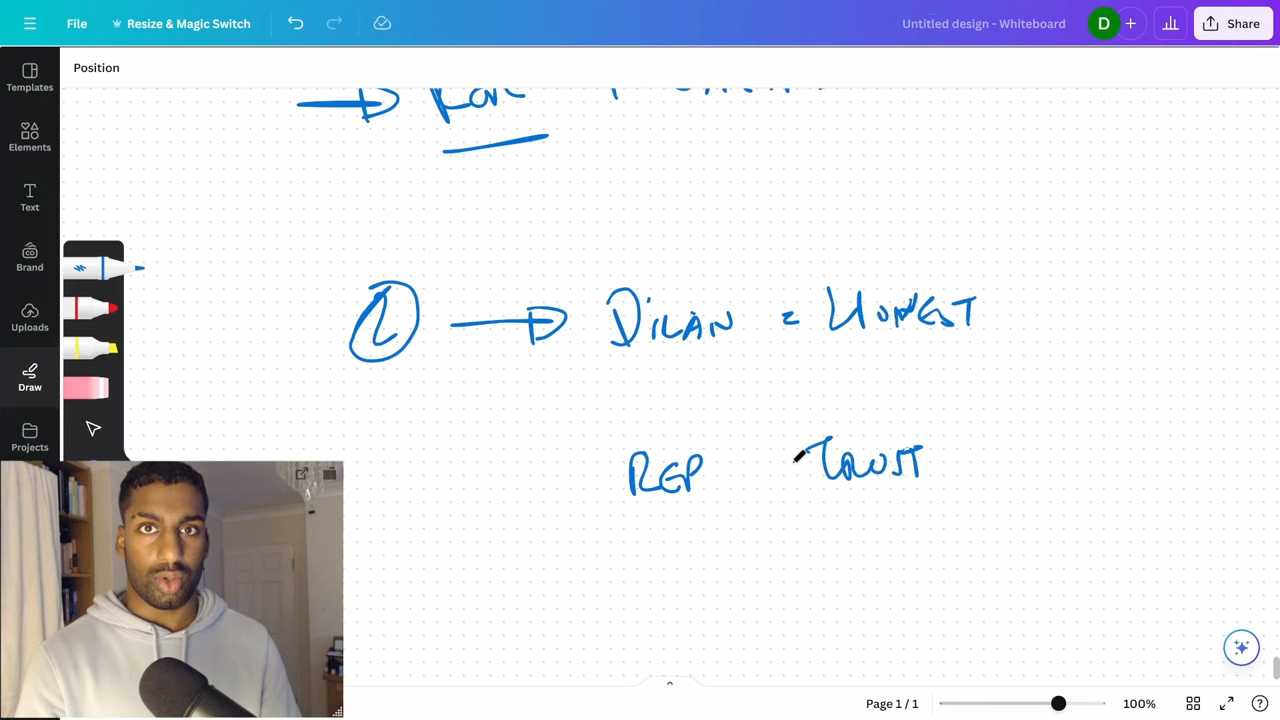 File Resize & Magic Switch Untitled design - Whiteboard D + Share
Position
Templates
Elements
Text
Brand
Uploads
Draw
Projects
DILAN = HONEST
REP TRUST
Page 1 / 1 100%